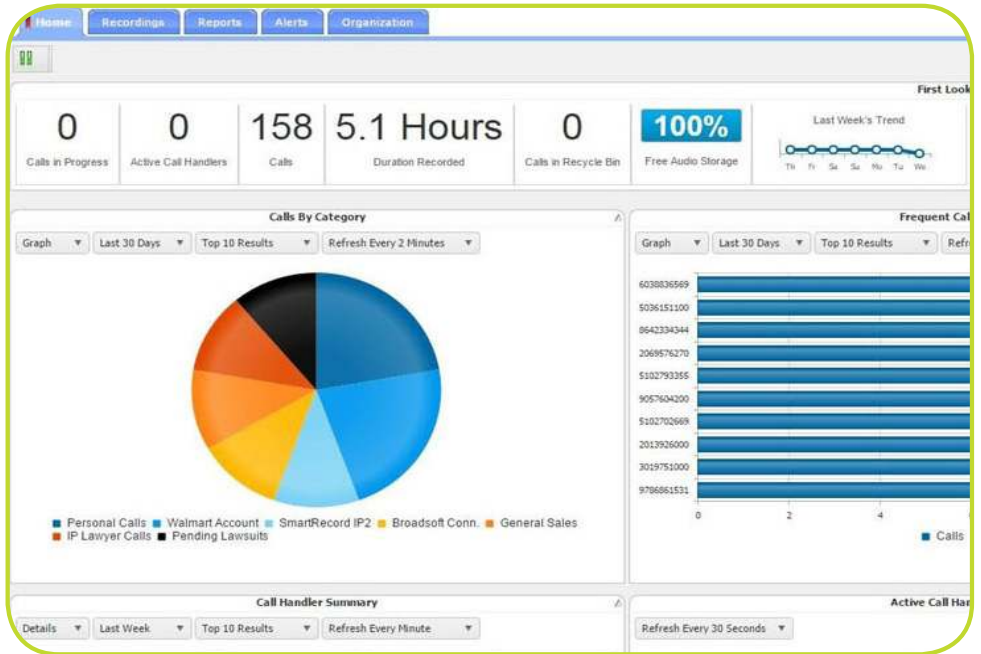 Home Recordings Reports Alerts Organization
First Look
0 0 158 5.1 Hours 0 100% Last Week's Trend
Calls in Progress Active Call Handlers Calls Duration Recorded Calls in Recycle Bin Free Audio Storage
Th Fr Sa Su Mo Tu We
Calls By Category
Graph Last 30 Days Top 10 Results Refresh Every 2 Minutes
Personal Calls Walmart Account SmartRecord IP2 Broadsoft Conn. General Sales
IP Lawyer Calls Pending Lawsuits
Frequent Cal
Graph Last 30 Days Top 10 Results Refr
6038836569
5036151100
8642334344
2069576270
5102793355
9057604200
5102702669
2013926000
3019751000
9786861531
0 2 4
Calls
Call Handler Summary
Details Last Week Top 10 Results Refresh Every Minute
Active Call Han
Refresh Every 30 Seconds